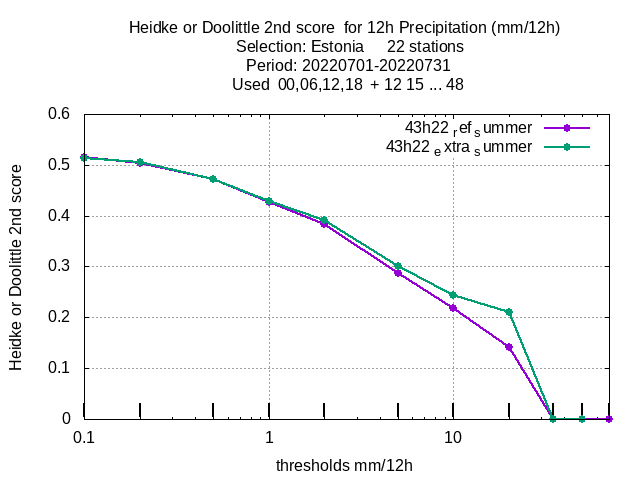 Heidke or Doolittle 2nd score  for 12h Precipitation (mm/12h)
Selection: Estonia     22 stations
Period: 20220701-20220731
Used  00,06,12,18  + 12 15 ... 48
43h22 ref summer
43h22 extra summer
0.6
0.5
0.4
0.3
0.2
0.1
0
Heidke or Doolittle 2nd score
0.1 1 10
thresholds mm/12h